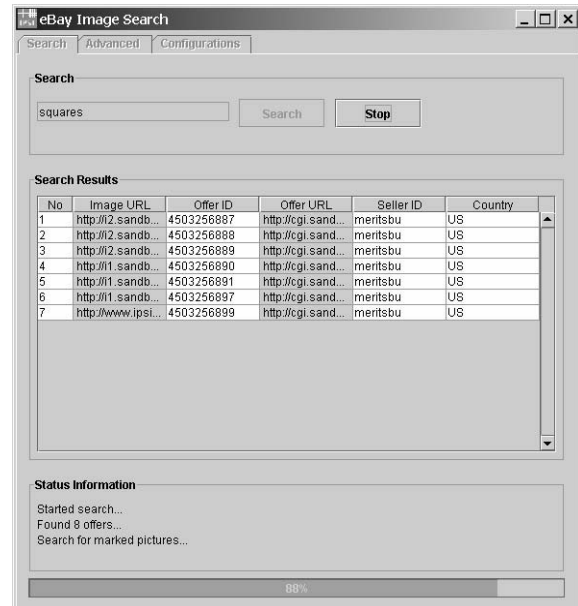 eBay Image Search
Search Advanced Configurations
Search
squares Search Stop
Search Results
No Image URL Offer ID Offer URL Seller ID Country
1 http://i2.sandb... 4503256887 http://cgi.sand... meritsbu US
2 http://i2.sandb... 4503256888 http://cgi.sand... meritsbu US
3 http://i2.sandb... 4503256889 http://cgi.sand... meritsbu US
4 http://i1.sandb... 4503256890 http://cgi.sand... meritsbu US
5 http://i1.sandb... 4503256891 http://cgi.sand... meritsbu US
6 http://i1.sandb... 4503256897 http://cgi.sand... meritsbu US
7 http://www.ipsi... 4503256899 http://cgi.sand... meritsbu US
Status Information
Started search...
Found 8 offers...
Search for marked pictures...
88%